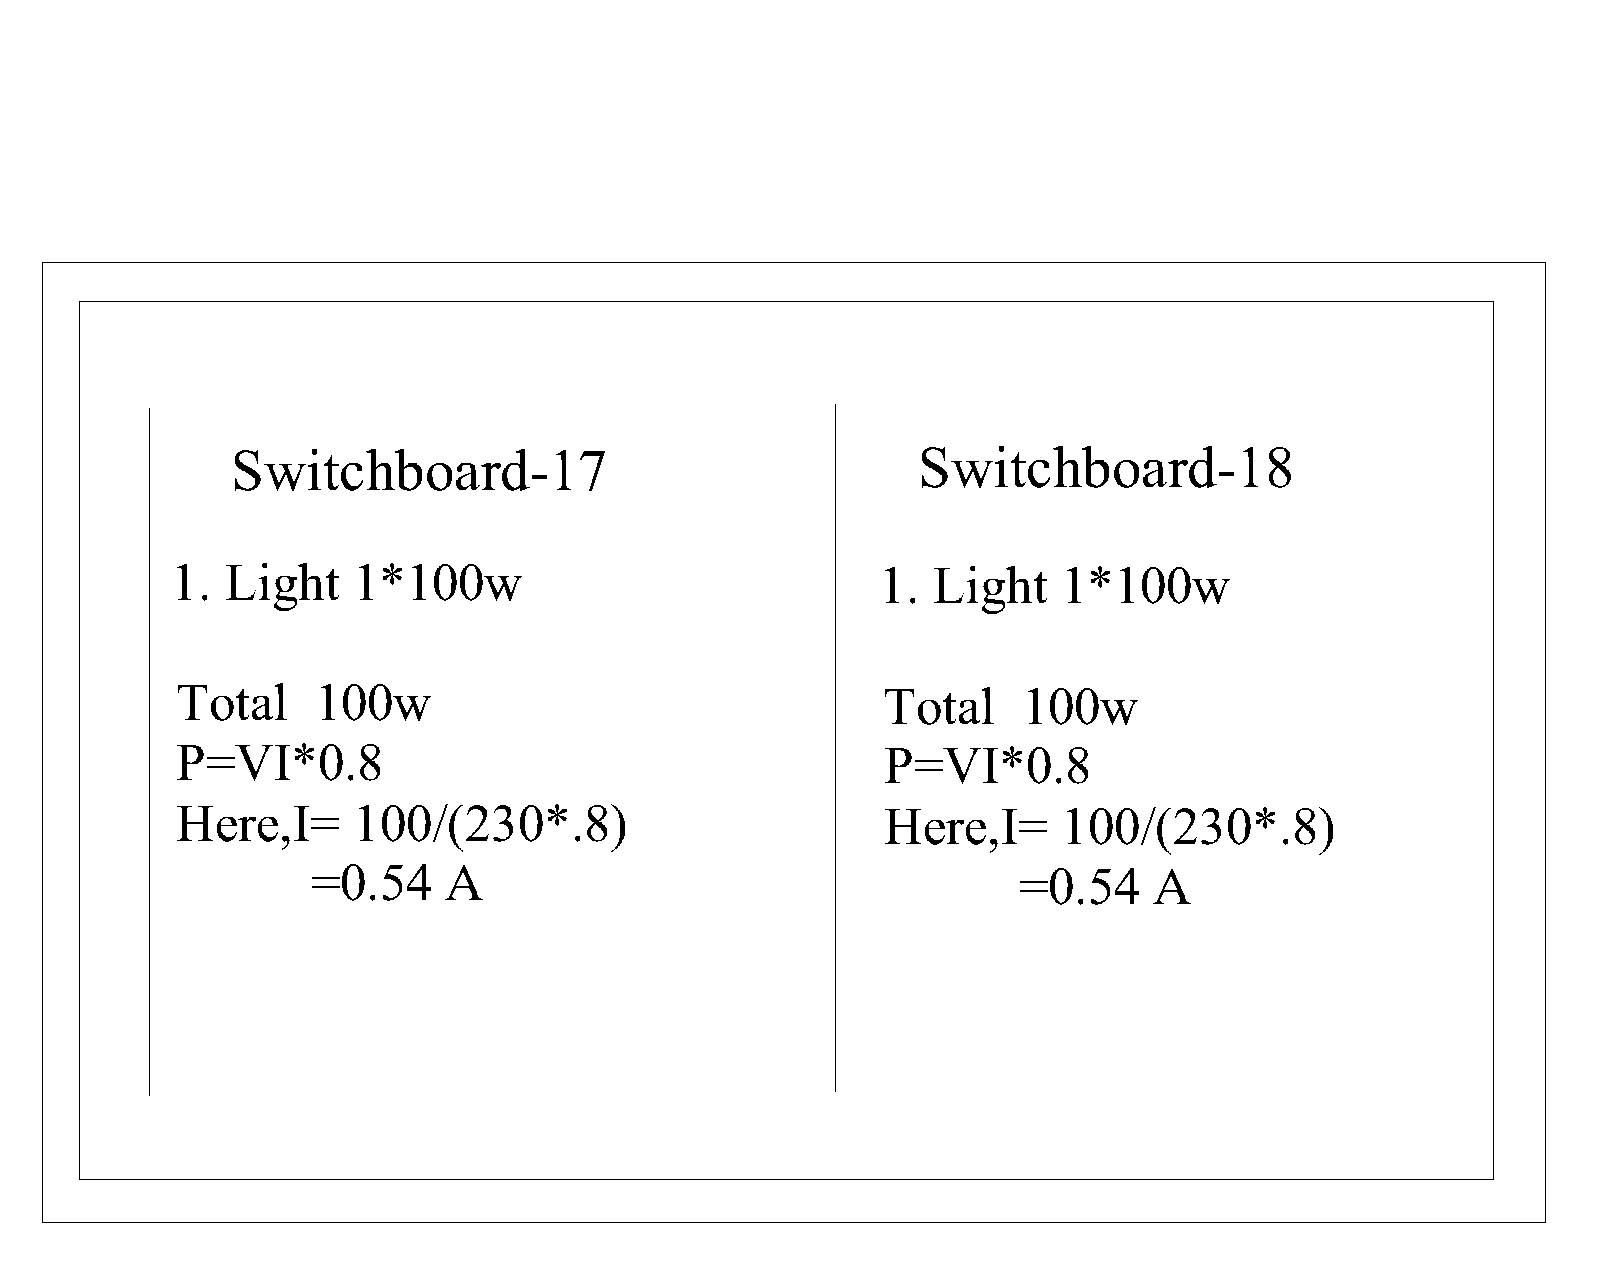 Switchboard-17
1. Light 1*100w
Total  100w
P=VI*0.8
Here,I= 100/(230*.8)
=0.54 A
Switchboard-18
1. Light 1*100w
Total  100w
P=VI*0.8
Here,I= 100/(230*.8)
=0.54 A